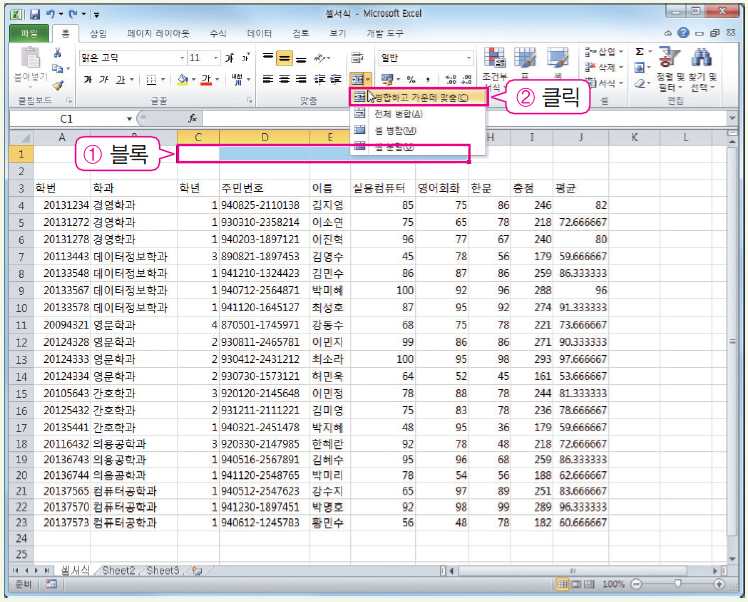 셀서식 - Microsoft Excel
파일 홈 삽입 페이지 레이아웃 수식 데이터 검토 보기 개발 도구
붙여넣기
맑은 고딕 11
가 가 가
일반
조건부 서식 표 셀
삽입
삭제
서식
정렬 및 필터 찾기 및 선택
클립보드 글꼴 맞춤 셀 편집
병합하고 가운데 맞춤(C)
전체 병합(A)
셀 병합(M)
셀 분할(U)
② 클릭
① 블록
C1 fx
A B C D E H I J K L
1
2
3 학번 학과 학년 주민번호 이름 실용컴퓨터 영어회화 한문 총점 평균
4 20131234 경영학과 1 940825-2110138 김지영 85 75 86 246 82
5 20131272 경영학과 1 930310-2358214 이소연 75 65 78 218 72.666667
6 20131278 경영학과 1 940203-1897121 이진혁 96 77 67 240 80
7 20113443 데이터정보학과 3 890821-1897453 김영수 45 78 56 179 59.666667
8 20133548 데이터정보학과 1 941210-1324423 김민수 86 87 86 259 86.333333
9 20133567 데이터정보학과 1 940712-2564871 박미혜 100 92 96 288 96
10 20133578 데이터정보학과 1 941120-1645127 최성호 87 95 92 274 91.333333
11 20094321 영문학과 4 870501-1745971 강동수 68 75 78 221 73.666667
12 20124328 영문학과 2 930811-2465781 이민지 99 86 86 271 90.333333
13 20124333 영문학과 2 930412-2431212 최소라 100 95 98 293 97.666667
14 20124334 영문학과 2 930730-1573121 허민욱 64 52 45 161 53.666667
15 20105643 간호학과 3 920120-2145648 이민정 78 88 78 244 81.333333
16 20125432 간호학과 2 931211-2111221 김미영 75 83 78 236 78.666667
17 20135441 간호학과 1 940321-2451478 박지혜 48 95 36 179 59.666667
18 20116432 의용공학과 3 920330-2147985 한혜란 92 78 48 218 72.666667
19 20136743 의용공학과 1 940516-2567891 김혜수 95 96 68 259 86.333333
20 20136744 의용공학과 1 941120-2548765 박미리 78 54 56 188 62.666667
21 20137565 컴퓨터공학과 1 940512-2547623 강수지 65 97 89 251 83.666667
22 20137570 컴퓨터공학과 1 941230-1897451 박명호 92 98 99 289 96.333333
23 20137573 컴퓨터공학과 1 940612-1245783 황민수 56 48 78 182 60.666667
24
25
셀서식 Sheet2 Sheet3
준비 100%